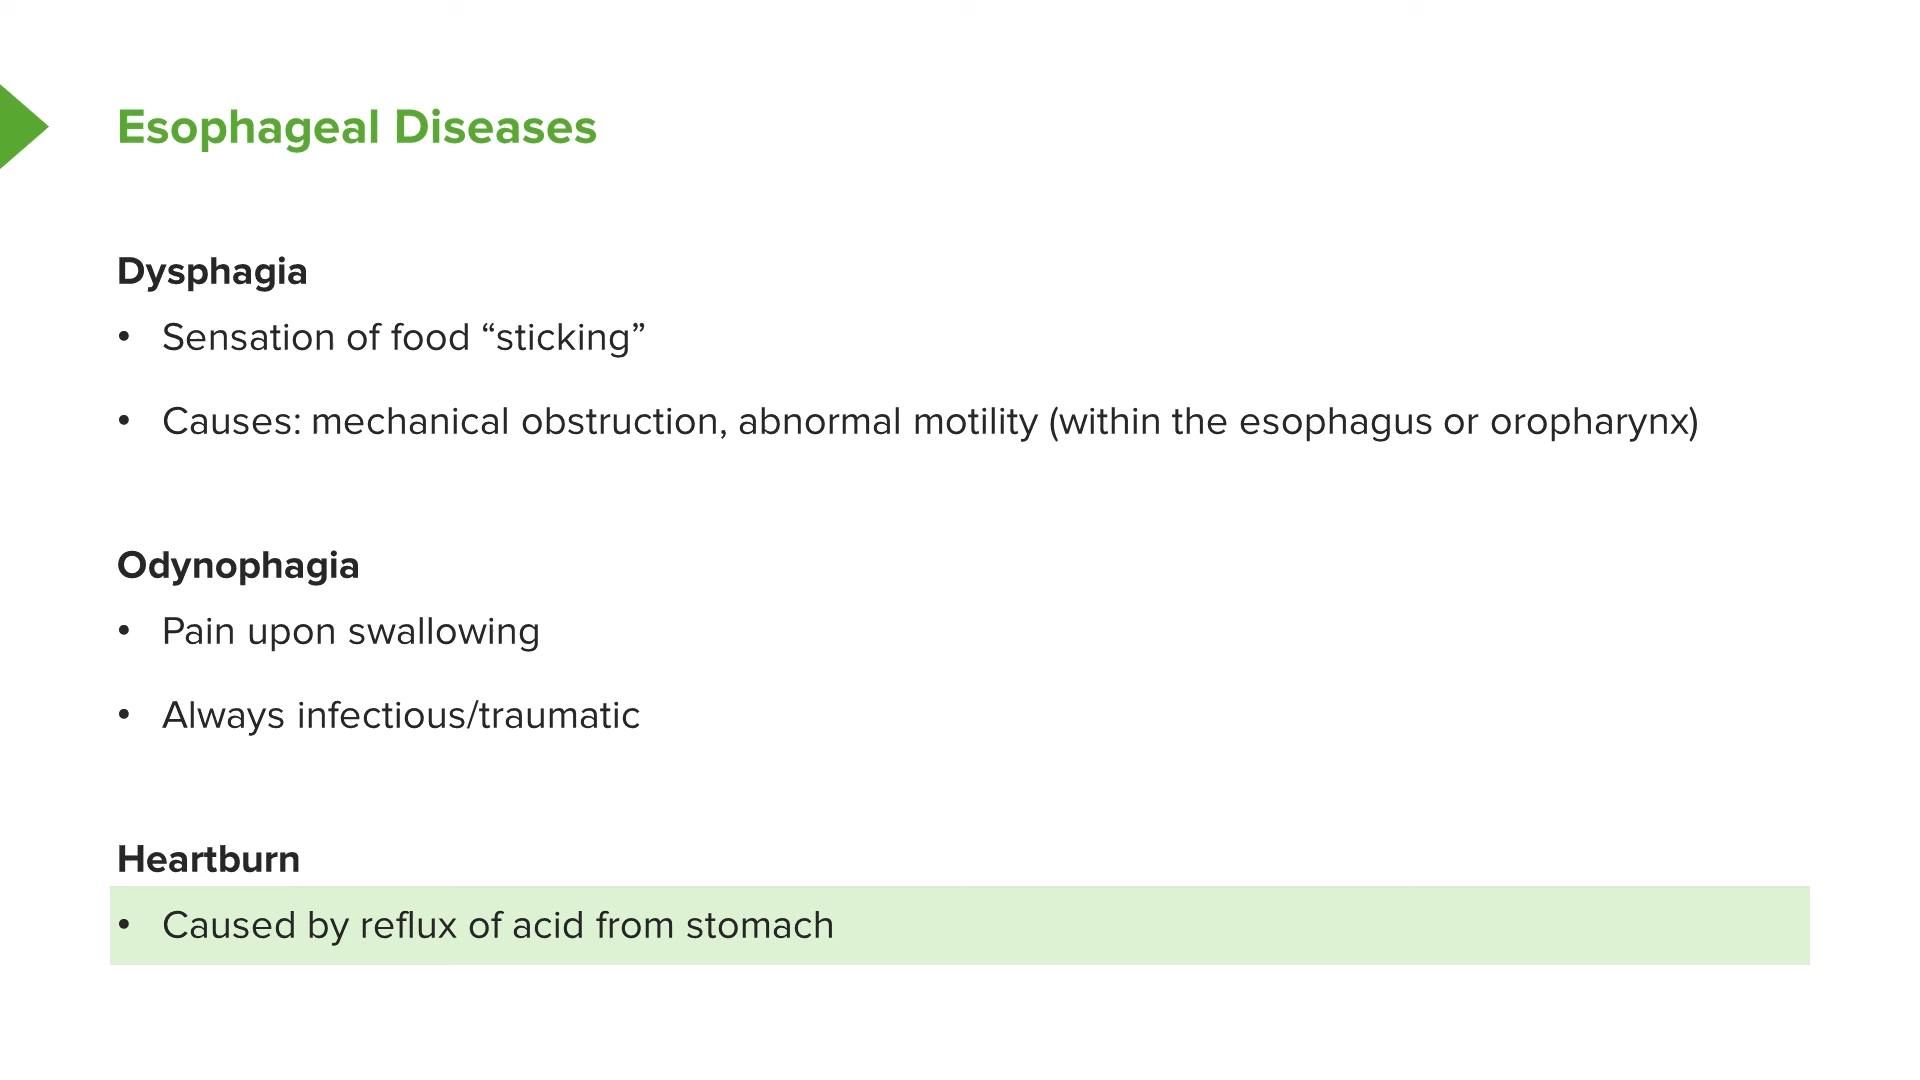 Esophageal Diseases
Dysphagia
• Sensation of food “sticking”
• Causes: mechanical obstruction, abnormal motility (within the esophagus or oropharynx)
Odynophagia
• Pain upon swallowing
• Always infectious/traumatic
Heartburn
• Caused by reflux of acid from stomach